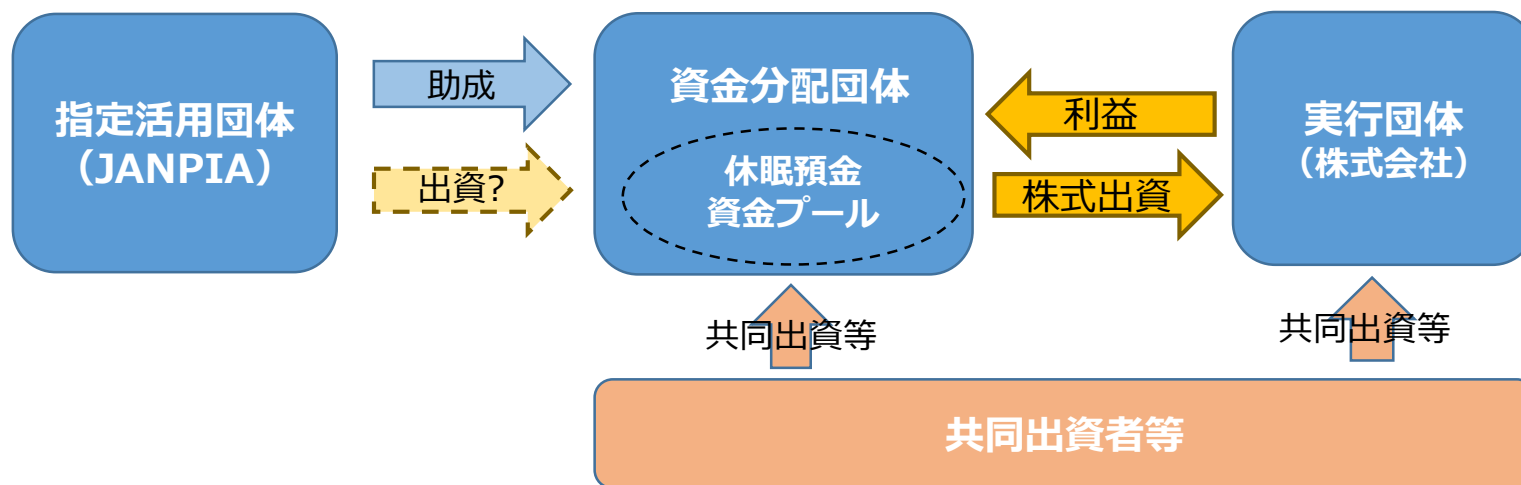 指定活用団体
（JANPIA）
助成
出資?
資金分配団体
休眠預金
資金プール
利益
株式出資
実行団体
（株式会社）
共同出資等
共同出資等
共同出資者等